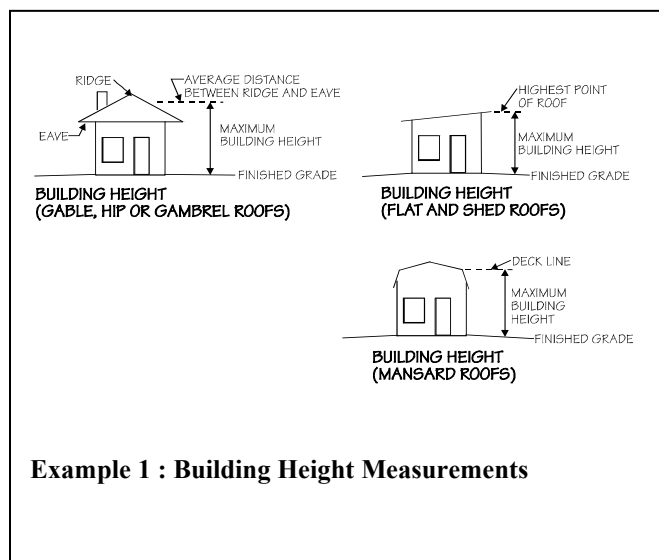 RIDGE
AVERAGE DISTANCE
BETWEEN RIDGE AND EAVE
EAVE
MAXIMUM
BUILDING HEIGHT
FINISHED GRADE
BUILDING HEIGHT
(GABLE, HIP OR GAMBREL ROOFS)
HIGHEST POINT
OF ROOF
MAXIMUM
BUILDING HEIGHT
FINISHED GRADE
BUILDING HEIGHT
(FLAT AND SHED ROOFS)
DECK LINE
MAXIMUM
BUILDING
HEIGHT
FINISHED GRADE
BUILDING HEIGHT
(MANSARD ROOFS)
Example 1 : Building Height Measurements